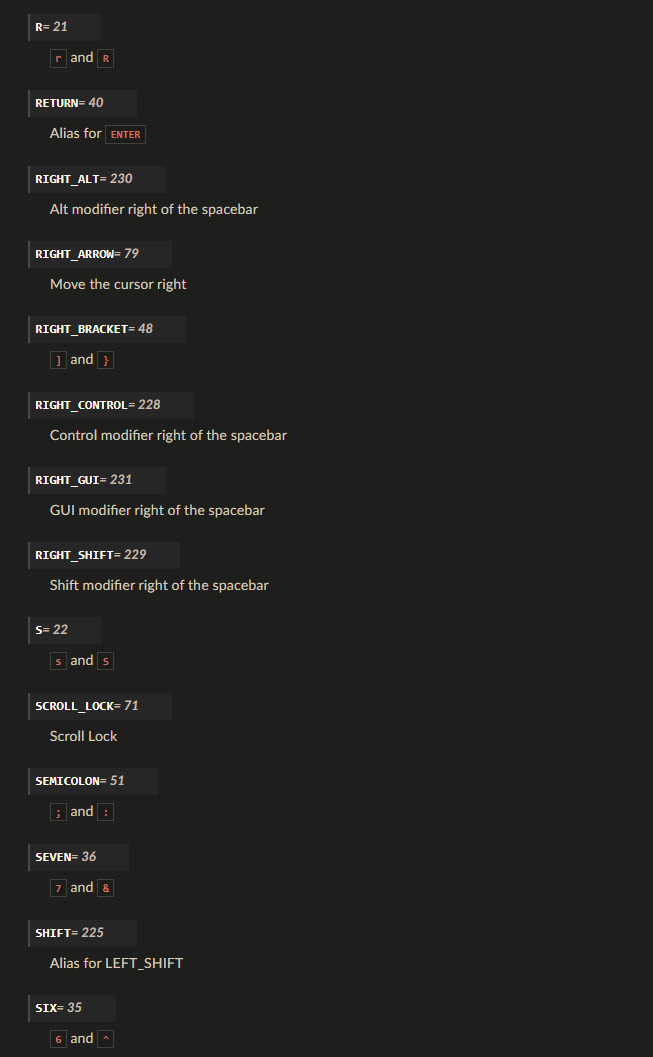 R= 21
r and R
RETURN= 40
Alias for ENTER
RIGHT_ALT= 230
Alt modifier right of the spacebar
RIGHT_ARROW= 79
Move the cursor right
RIGHT_BRACKET= 48
] and }
RIGHT_CONTROL= 228
Control modifier right of the spacebar
RIGHT_GUI= 231
GUI modifier right of the spacebar
RIGHT_SHIFT= 229
Shift modifier right of the spacebar
S= 22
s and S
SCROLL_LOCK= 71
Scroll Lock
SEMICOLON= 51
; and :
SEVEN= 36
7 and &
SHIFT= 225
Alias for LEFT_SHIFT
SIX= 35
6 and ^